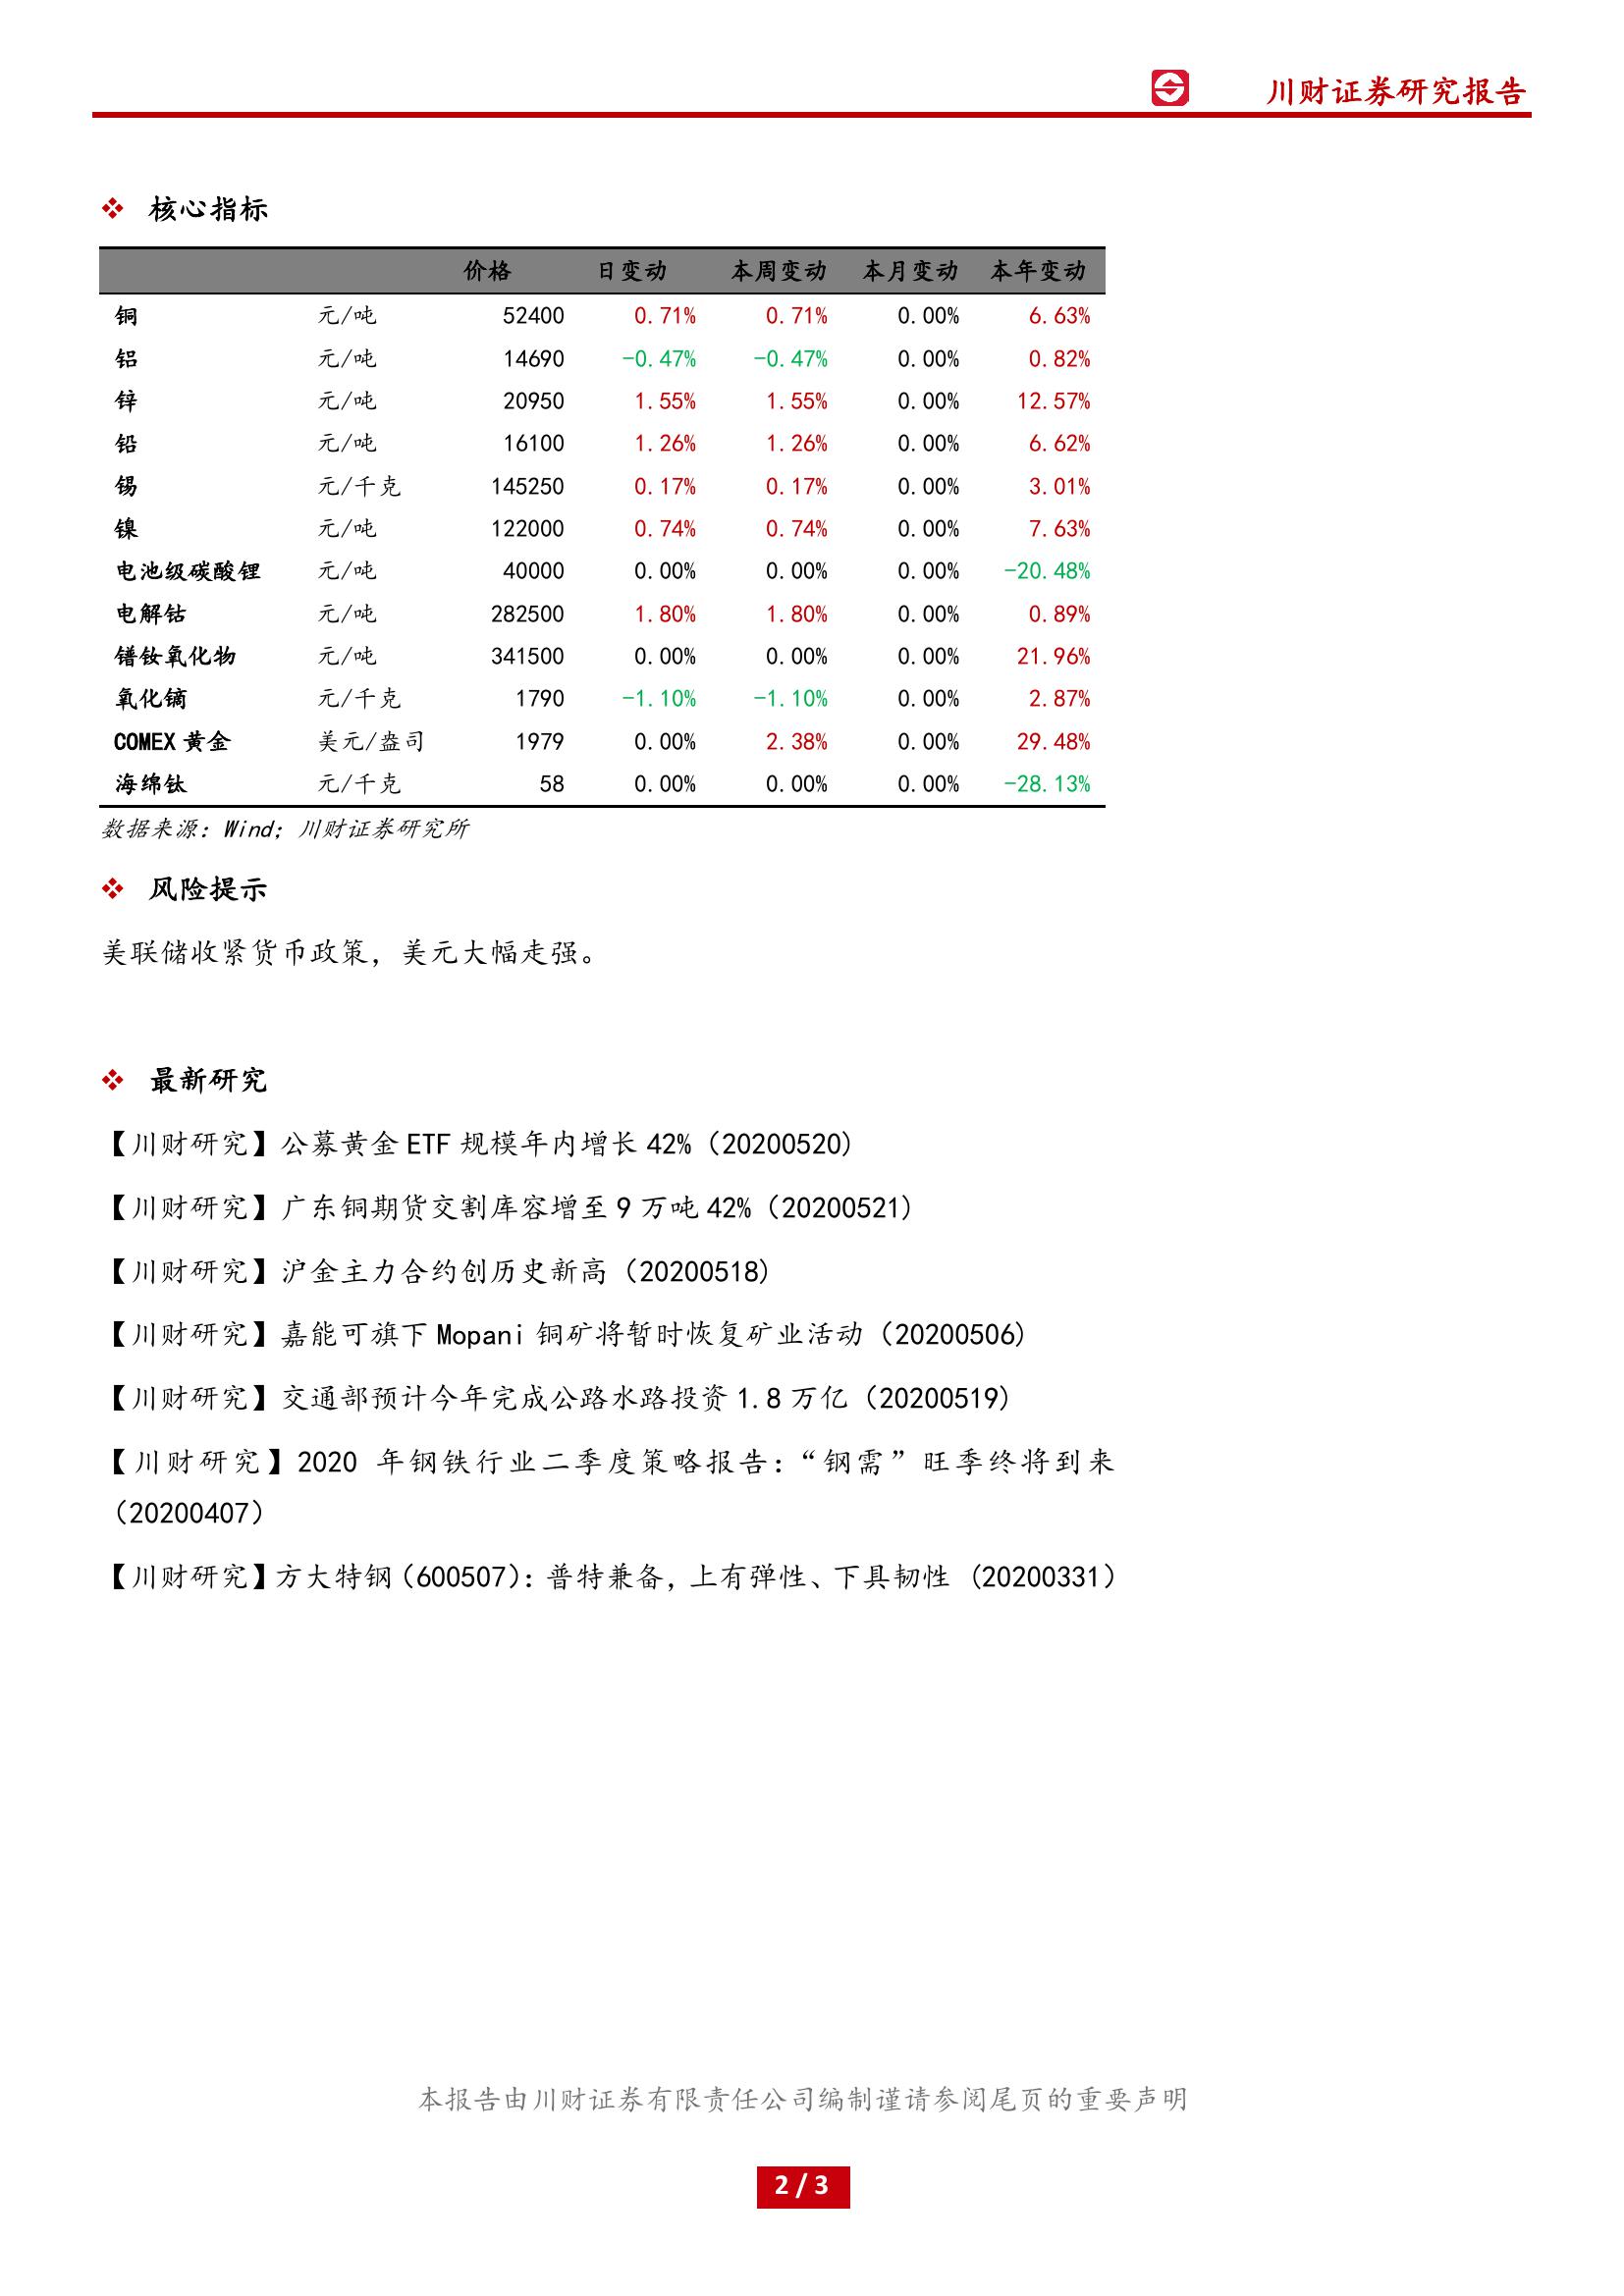 川财证券研究报告
核心指标
价格 日变动 本周变动 本月变动 本年变动
铜 元/吨 52400 0.71% 0.71% 0.00% 6.63%
铝 元/吨 14690 -0.47% -0.47% 0.00% 0.82%
锌 元/吨 20950 1.55% 1.55% 0.00% 12.57%
铅 元/吨 16100 1.26% 1.26% 0.00% 6.62%
锡 元/千克 145250 0.17% 0.17% 0.00% 3.01%
镍 元/吨 122000 0.74% 0.74% 0.00% 7.63%
电池级碳酸锂 元/吨 40000 0.00% 0.00% 0.00% -20.48%
电解钴 元/吨 282500 1.80% 1.80% 0.00% 0.89%
镨钕氧化物 元/吨 341500 0.00% 0.00% 0.00% 21.96%
氧化镝 元/千克 1790 -1.10% -1.10% 0.00% 2.87%
COMEX 黄金 美元/盎司 1979 0.00% 2.38% 0.00% 29.48%
海绵钛 元/千克 58 0.00% 0.00% 0.00% -28.13%
数据来源：Wind；川财证券研究所
风险提示
美联储收紧货币政策，美元大幅走强。
最新研究
【川财研究】公募黄金 ETF 规模年内增长 42%（20200520）
【川财研究】广东铜期货交割库容增至 9 万吨 42%（20200521）
【川财研究】沪金主力合约创历史新高（20200518）
【川财研究】嘉能可旗下 Mopani 铜矿将暂时恢复矿业活动（20200506）
【川财研究】交通部预计今年完成公路水路投资 1.8 万亿（20200519）
【川财研究】2020 年钢铁行业二季度策略报告：“钢需”旺季终将到来
（20200407）
【川财研究】方大特钢（600507）：普特兼备，上有弹性、下具韧性 （20200331）
本报告由川财证券有限责任公司编制谨请参阅尾页的重要声明
2 / 3